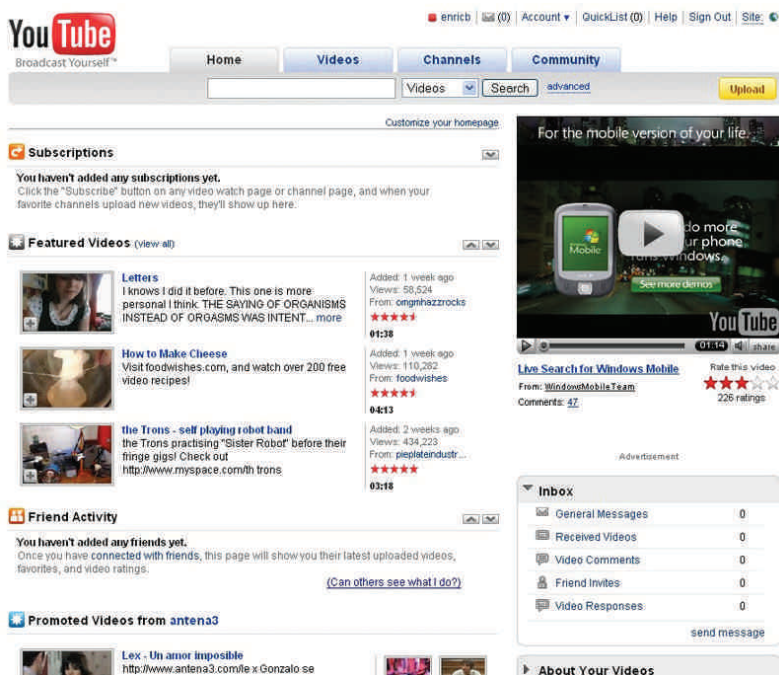 YouTube
Broadcast Yourself™
enricb (0) Account QuickList (0) Help Sign Out Site:
Home Videos Channels Community
Videos Search advanced Upload
Customize your homepage
Subscriptions
You haven't added any subscriptions yet.
Click the "Subscribe" button on any video watch page or channel page, and when your
favorite channels upload new videos, they'll show up here.
Featured Videos (view all)
Letters
I knows I did it before. This one is more
personal I think. THE SAYING OF ORGANISMS
INSTEAD OF ORGASMS WAS INTENT... more
Added: 1 week ago
Views: 58,524
From: omgmhazzrocks
01:38
How to Make Cheese
Visit foodwishes.com, and watch over 200 free
video recipes!
Added: 1 week ago
Views: 110,282
From: foodwishes
04:13
the Trons - self playing robot band
the Trons practising "Sister Robot" before their
fringe gigs! Check out
http://www.myspace.com/th trons
Added: 2 weeks ago
Views: 434,223
From: pieplateindustr...
03:18
Friend Activity
You haven't added any friends yet.
Once you have connected with friends, this page will show you their latest uploaded videos,
favorites, and video ratings.
(Can others see what I do?)
Promoted Videos from antena3
Lex - Un amor imposible
http://www.antena3.com/le x Gonzalo se
For the mobile version of your life.
Mobile
do more
ur phone
runs Windows.
See more demos
YouTube
01:14 share
Live Search for Windows Mobile
From: WindowsMobileTeam
Comments: 47
Rate this video
226 ratings
Advertisement
Inbox
General Messages 0
Received Videos 0
Video Comments 0
Friend Invites 0
Video Responses 0
send message
About Your Videos